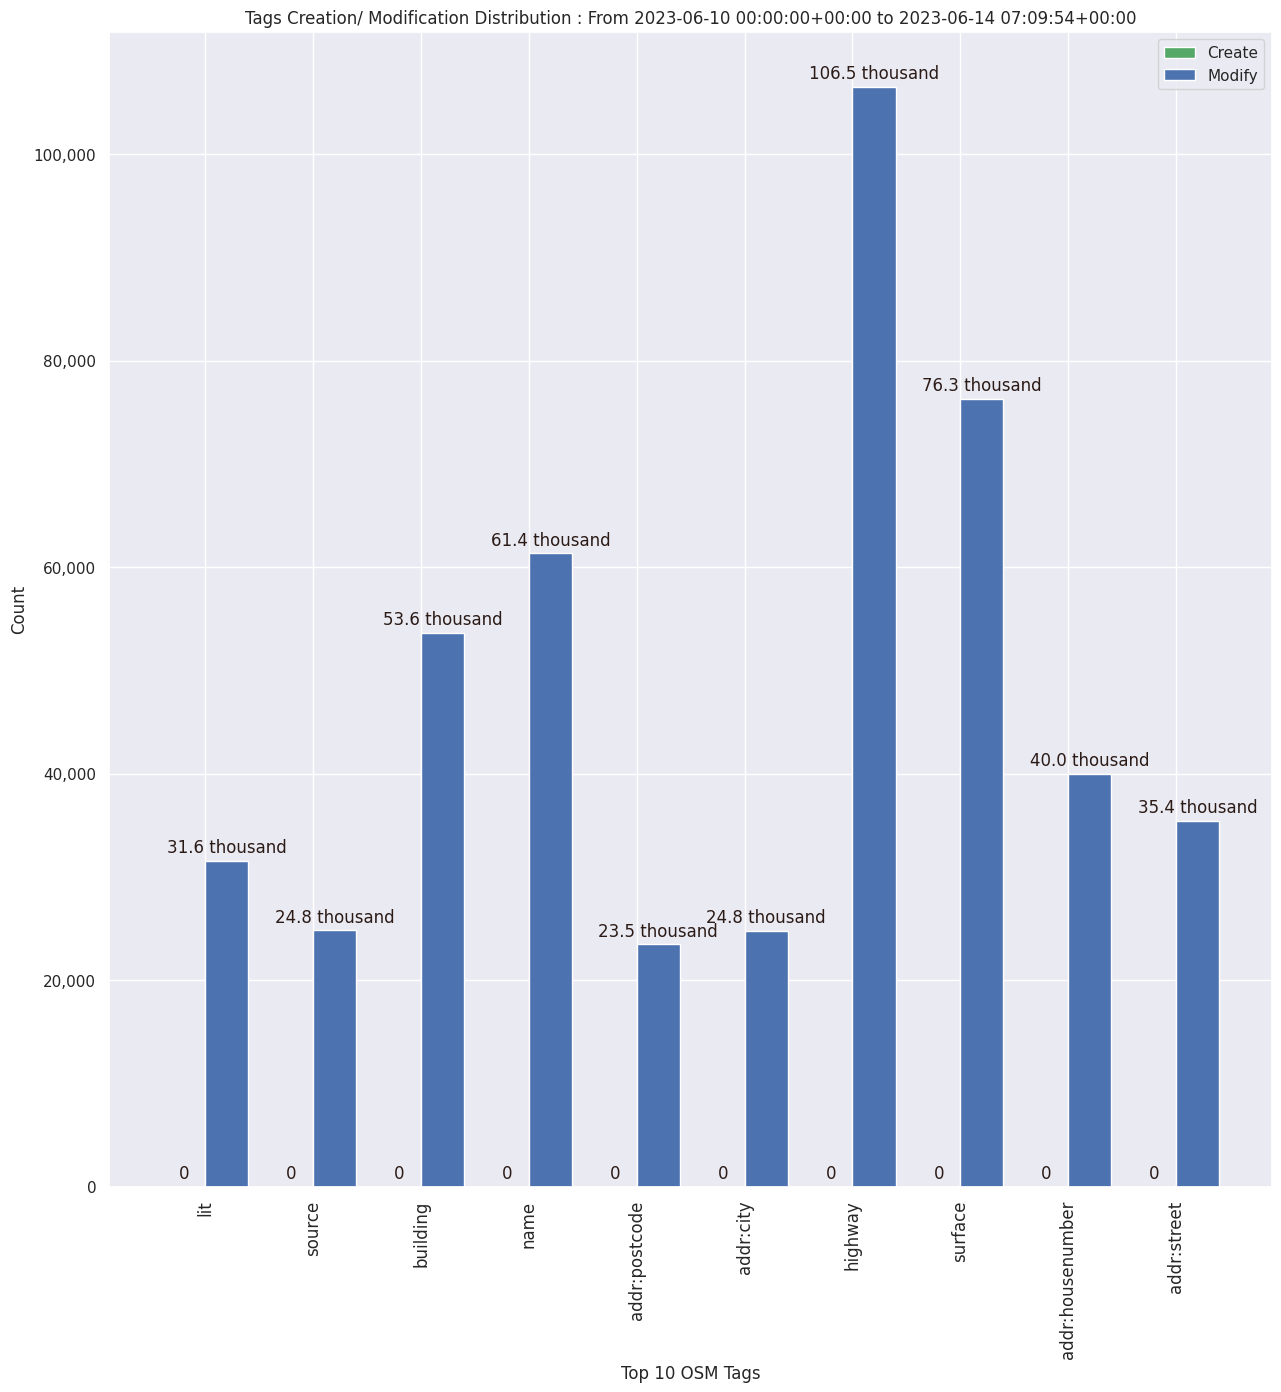 Tags Creation/ Modification Distribution : From 2023-06-10 00:00:00+00:00 to 2023-06-14 07:09:54+00:00
Create
Modify
106.5 thousand
100,000
80,000
76.3 thousand
61.4 thousand
60,000
53.6 thousand
Count
40,000
40.0 thousand
35.4 thousand
31.6 thousand
24.8 thousand
23.5 thousand
24.8 thousand
20,000
0 0 0 0 0 0 0 0 0 0
0
lit
source
building
name
addr:postcode
addr:city
highway
surface
addr:housenumber
addr:street
Top 10 OSM Tags